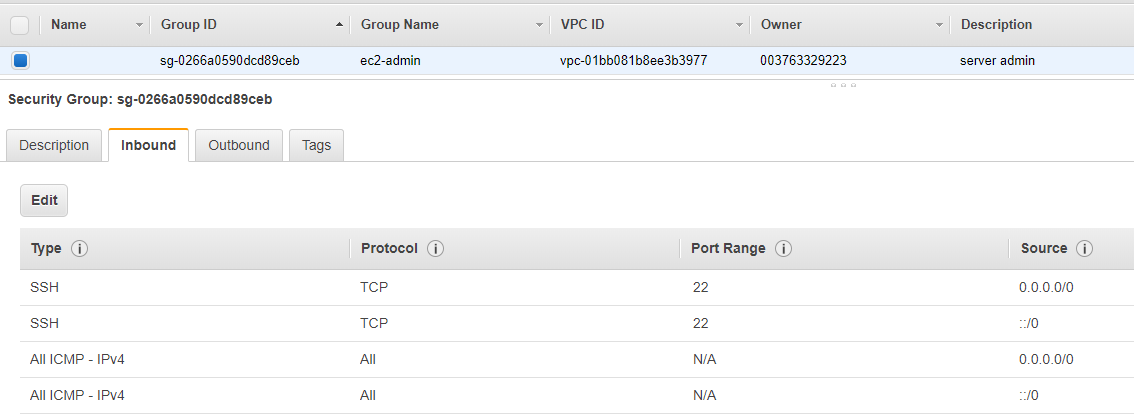 Name Group ID Group Name VPC ID Owner Description
sg-0266a0590dcd89ceb ec2-admin vpc-01bb081b8ee3b3977 003763329223 server admin
Security Group: sg-0266a0590dcd89ceb
Description Inbound Outbound Tags
Edit
Type i Protocol i Port Range i Source i
SSH TCP 22 0.0.0.0/0
SSH TCP 22 ::/0
All ICMP - IPv4 All N/A 0.0.0.0/0
All ICMP - IPv4 All N/A ::/0